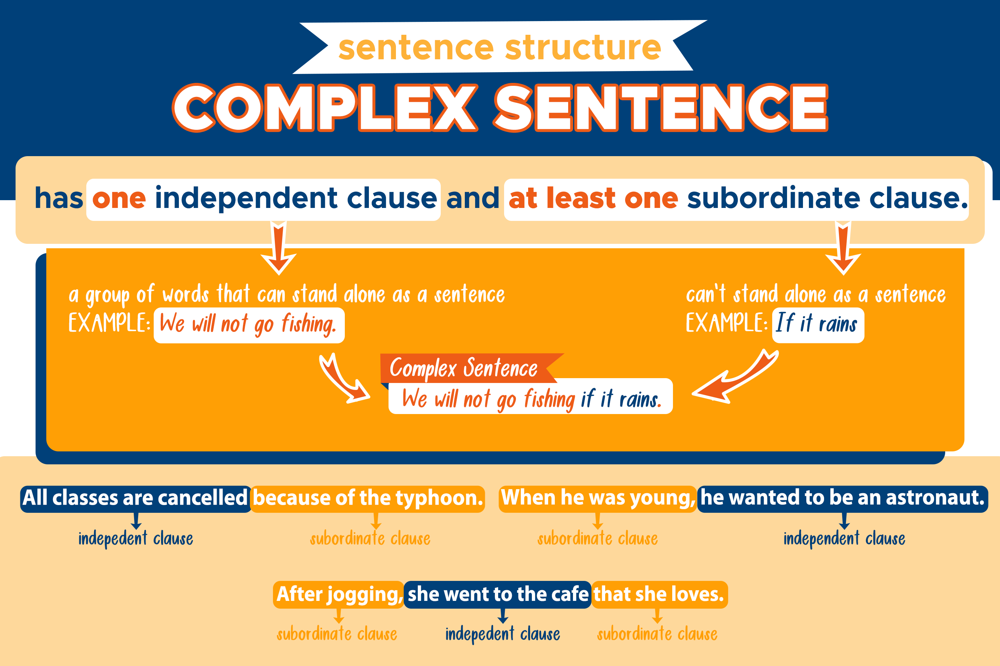 sentence structure
COMPLEX SENTENCE
has one independent clause and at least one subordinate clause.
a group of words that can stand alone as a sentence
EXAMPLE: We will not go fishing.
can't stand alone as a sentence
EXAMPLE: If it rains
Complex Sentence
We will not go fishing if it rains.
All classes are cancelled because of the typhoon.
indepedent clause subordinate clause
When he was young, he wanted to be an astronaut.
subordinate clause independent clause
After jogging, she went to the cafe that she loves.
subordinate clause indepedent clause subordinate clause